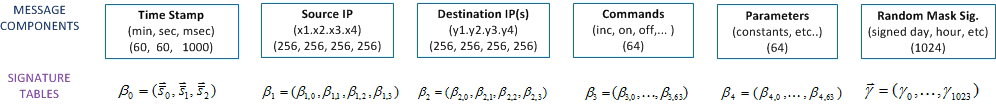 MESSAGE COMPONENTS
Time Stamp
(min, sec, msec)
(60, 60, 1000)
Source IP
(x1.x2.x3.x4)
(256, 256, 256, 256)
Destination IP(s)
(y1.y2.y3.y4)
(256, 256, 256, 256)
Commands
(inc, on, off,... )
(64)
Parameters
(constants, etc..)
(64)
Random Mask Sig.
(signed day, hour, etc)
(1024)
SIGNATURE TABLES
β₀ = (s⃗₀, s⃗₁, s⃗₂)
β₁ = (β₁,₀, β₁,₁, β₁,₂, β₁,₃)
β₂ = (β₂,₀, β₂,₁, β₂,₂, β₂,₃)
β₃ = (β₃,₀,…, β₃,₆₃)
β₄ = (β₄,₀ ,…, β₄,₆₃)
γ⃗ = (γ₀,…, γ₁₀₂₃)